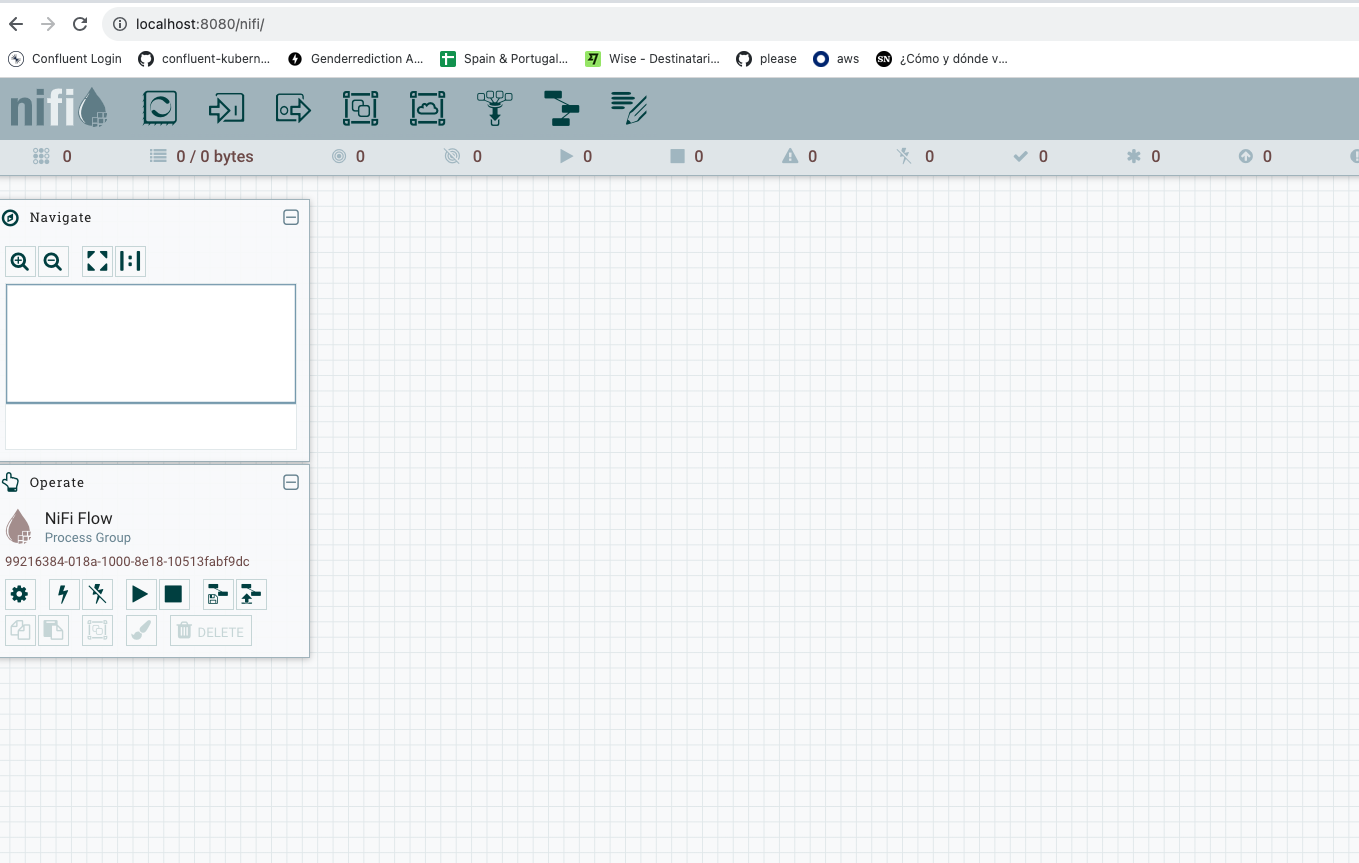 localhost:8080/nifi/
Confluent Login confluent-kubern... Genderrediction A... Spain & Portugal... Wise - Destinatari... please aws SN ¿Cómo y dónde v...
nifi
0 0 / 0 bytes 0 0 0 0 0 0 0 0 0
Navigate
Operate
NiFi Flow
Process Group
99216384-018a-1000-8e18-10513fabf9dc
DELETE